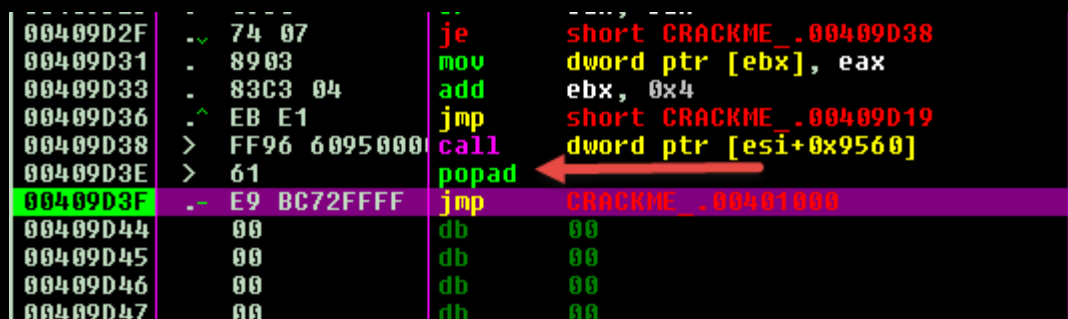 00409D2F .ˬ 74 07 je short CRACKME_.00409D38
00409D31 . 8903 mov dword ptr [ebx], eax
00409D33 . 83C3 04 add ebx, 0x4
00409D36 .^ EB E1 jmp short CRACKME_.00409D19
00409D38 > FF96 6095000 call dword ptr [esi+0x9560]
00409D3E > 61 popad
00409D3F .- E9 BC72FFFF jmp CRACKME_.00401000
00409D44 00 db 00
00409D45 00 db 00
00409D46 00 db 00
00409D47 00 db 00